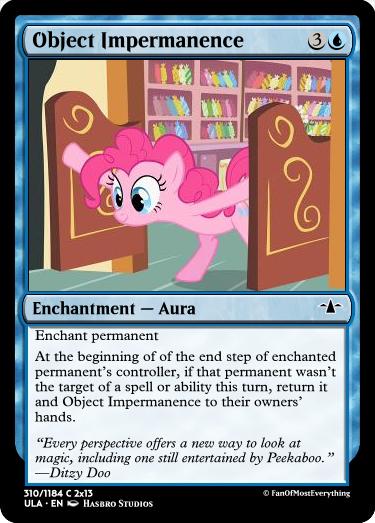 Object Impermanence 3
Enchantment — Aura
Enchant permanent
At the beginning of of the end step of enchanted
permanent's controller, if that permanent wasn't
the target of a spell or ability this turn, return it
and Object Impermanence to their owners'
hands.
“Every perspective offers a new way to look at
magic, including one still entertained by Peekaboo.”
—Ditzy Doo
310/1184 C 2x13
ULA • EN Hasbro Studios
© FanOfMostEverything